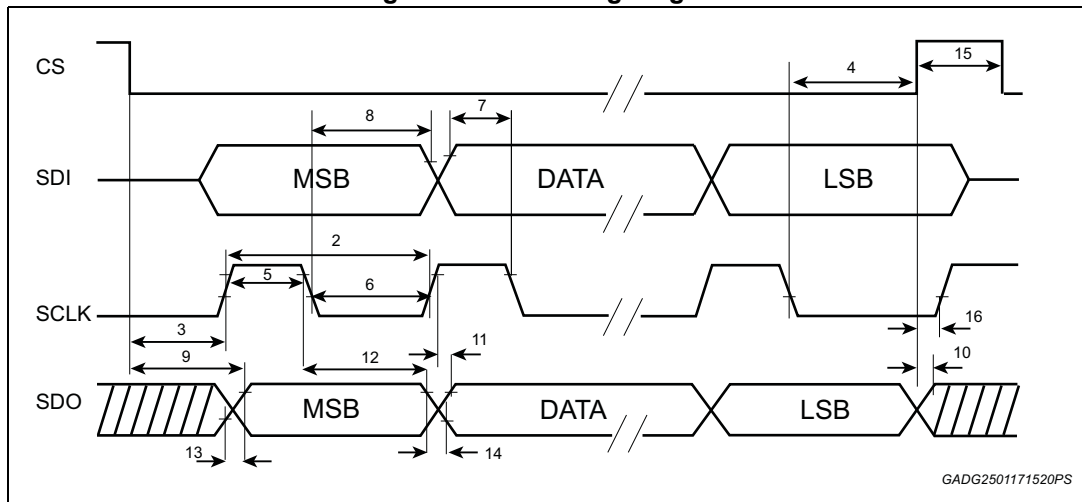 CS
4
15
8
7
SDI
MSB
DATA
LSB
2
5
6
SCLK
3
16
11
9
12
10
SDO
MSB
DATA
LSB
13
14
GADG2501171520PS